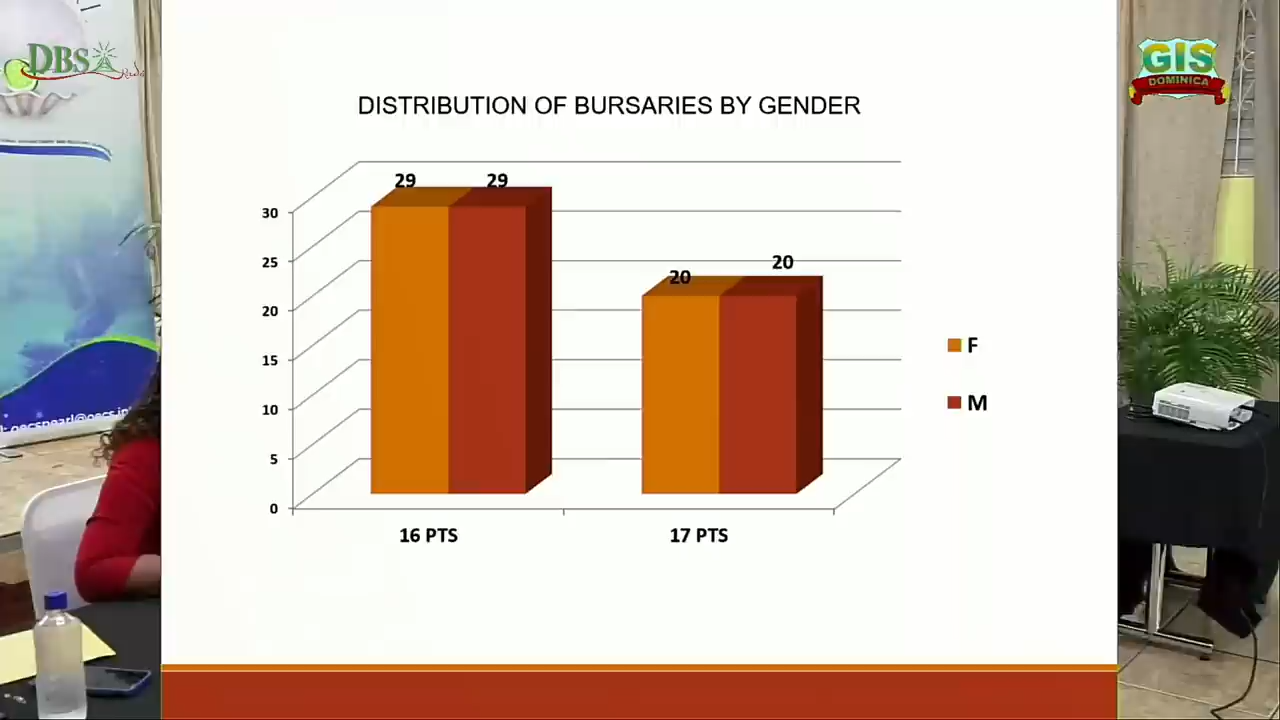 DBS
Radio
GIS
DOMINICA
DISTRIBUTION OF BURSARIES BY GENDER
29
29
20
20
30
25
20
15
10
5
0
16 PTS
17 PTS
F
M